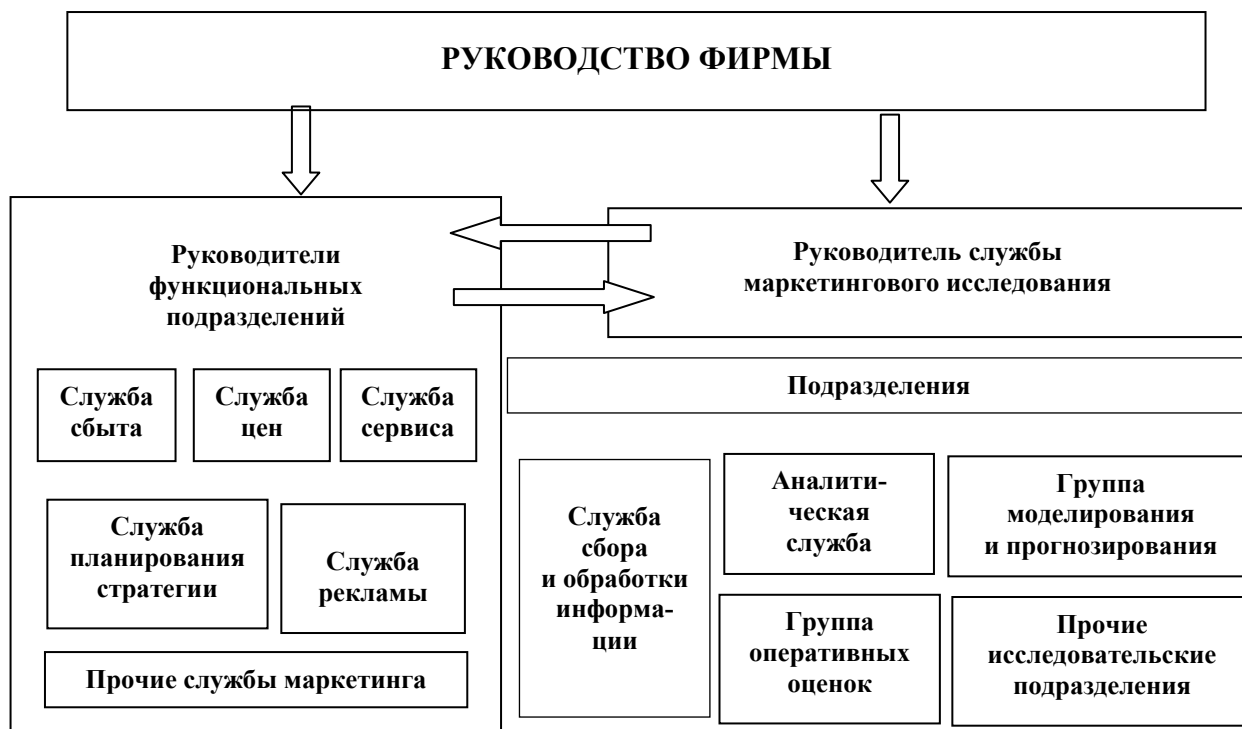 РУКОВОДСТВО ФИРМЫ
Руководители
функциональных
подразделений
Руководитель службы
маркетингового исследования
Служба
сбыта
Служба
цен
Служба
сервиса
Служба
планирования
стратегии
Служба
рекламы
Прочие службы маркетинга
Подразделения
Служба
сбора
и обработки
информа-
ции
Аналити-
ческая
служба
Группа
моделирования
и прогнозирования
Группа
оперативных
оценок
Прочие
исследовательские
подразделения